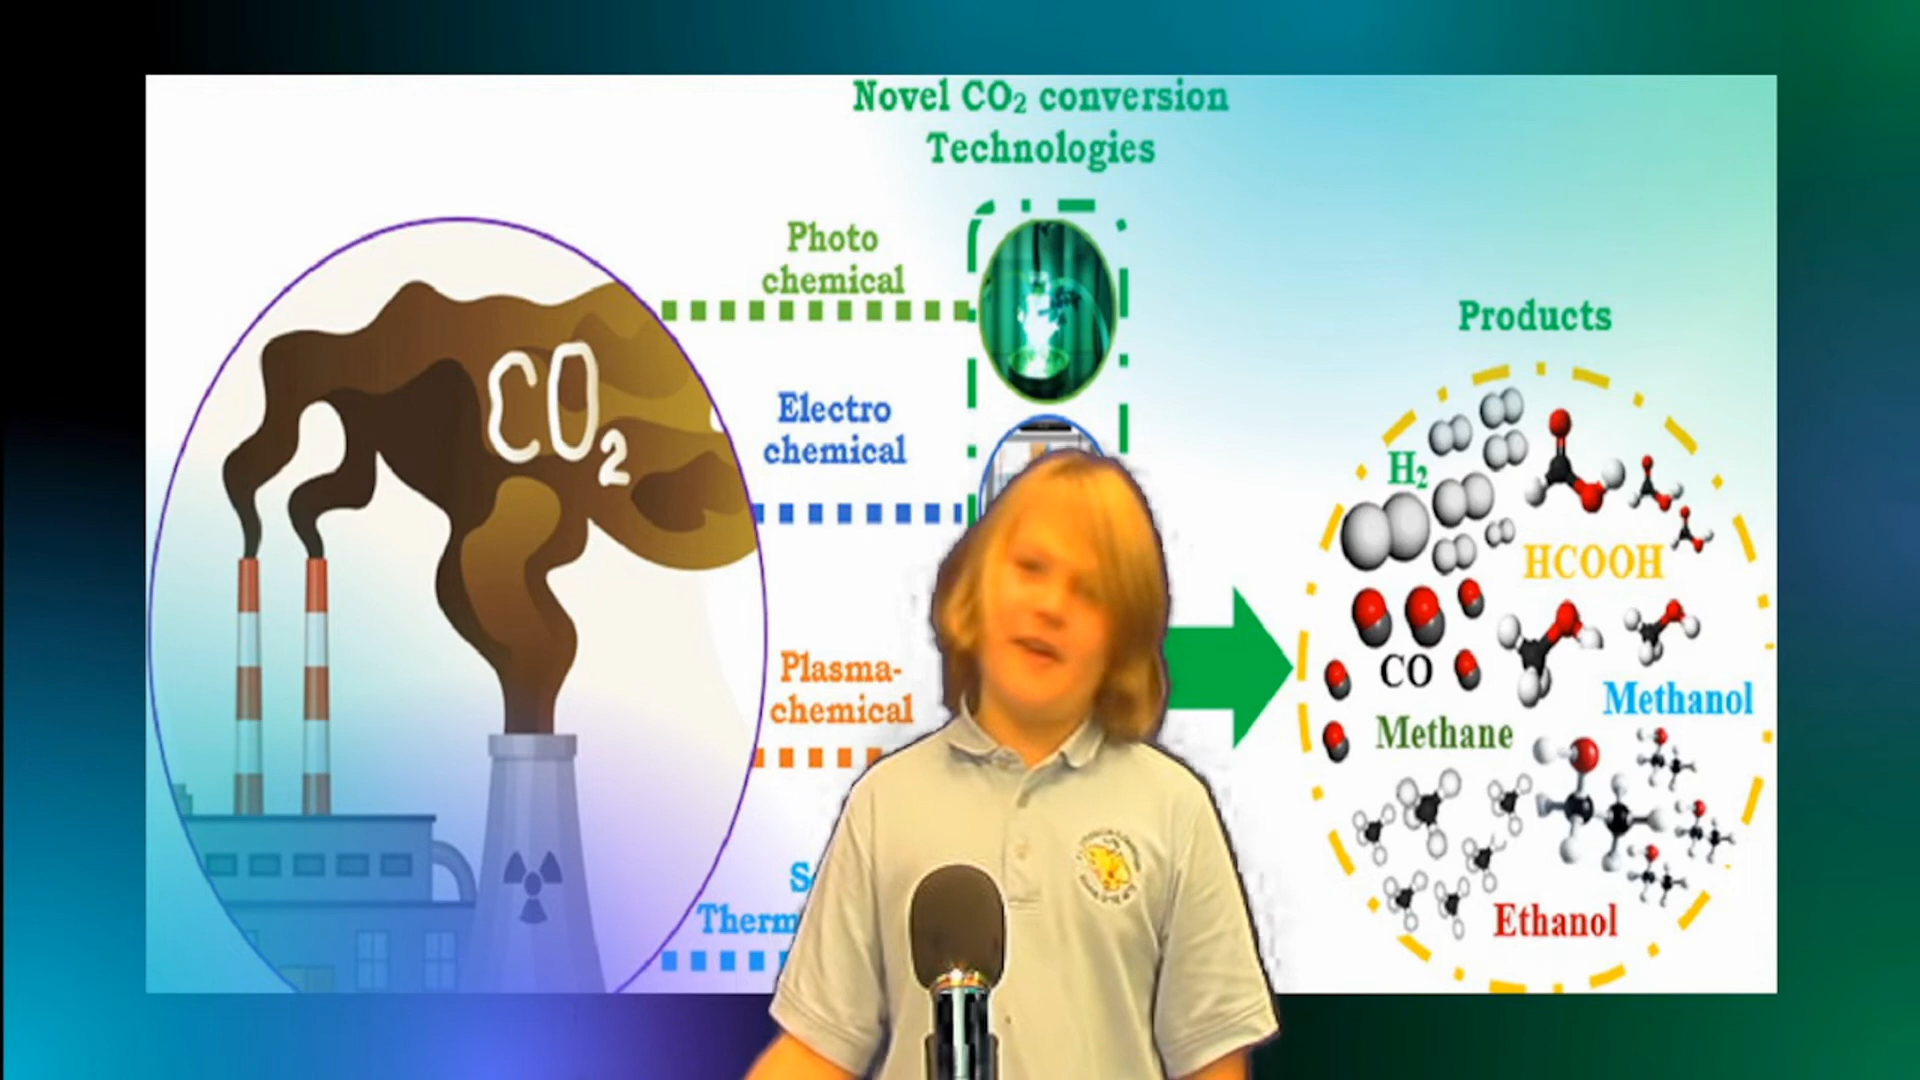 Novel CO₂ conversion
Technologies
Photo
chemical
Electro
chemical
Plasma-
chemical
Products
CO₂
H₂
HCOOH
CO
Methanol
Methane
Ethanol